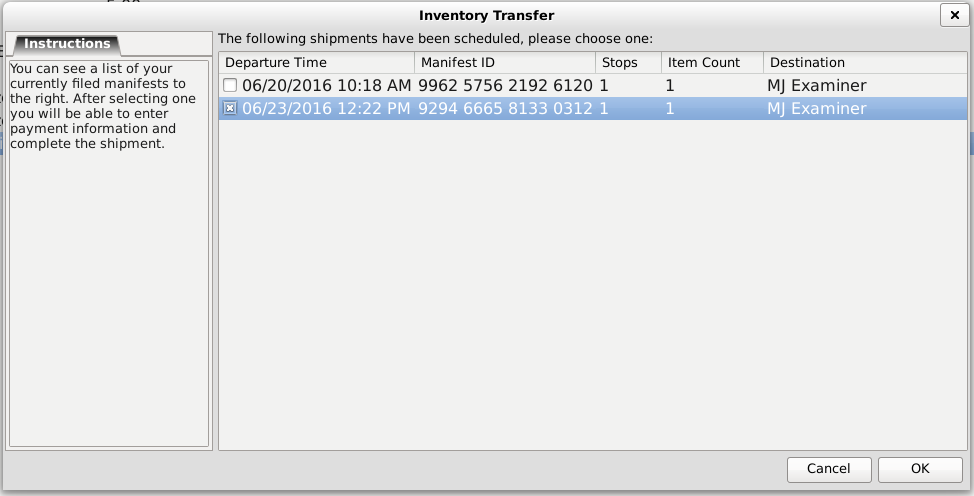 Inventory Transfer
Instructions
You can see a list of your
currently filed manifests to
the right. After selecting one
you will be able to enter
payment information and
complete the shipment.
The following shipments have been scheduled, please choose one:
Departure Time Manifest ID Stops Item Count Destination
06/20/2016 10:18 AM 9962 5756 2192 6120 1 1 MJ Examiner
06/23/2016 12:22 PM 9294 6665 8133 0312 1 1 MJ Examiner
Cancel OK